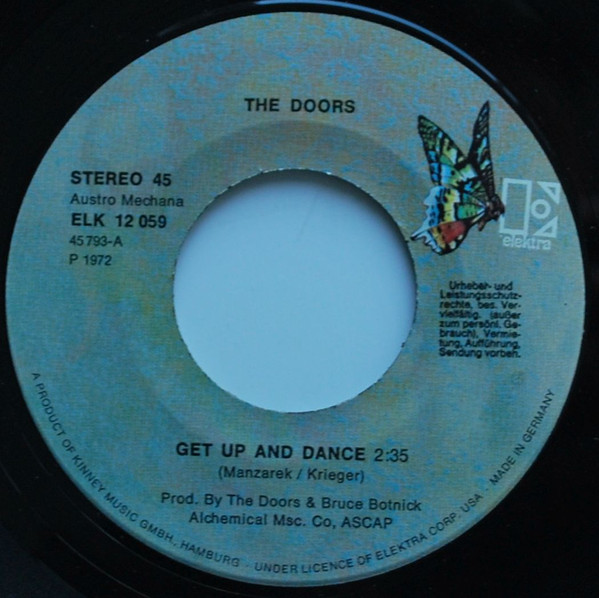 THE DOORS
STEREO 45
Austro Mechana
ELK 12 059
45 793-A
P 1972
elektra
Urheber- und
Leistungsschutz-
rechte, bes. Ver-
vielfältig. (außer
zum persönl. Ge-
brauch), Vermie-
tung, Aufführung,
Sendung vorbeh.
GET UP AND DANCE 2:35
(Manzarek / Krieger)
Prod. By The Doors & Bruce Botnick
Alchemical Msc. Co, ASCAP
A PRODUCT OF KINNEY MUSIC GMBH, HAMBURG - UNDER LICENCE OF ELEKTRA CORP. USA - MADE IN GERMANY